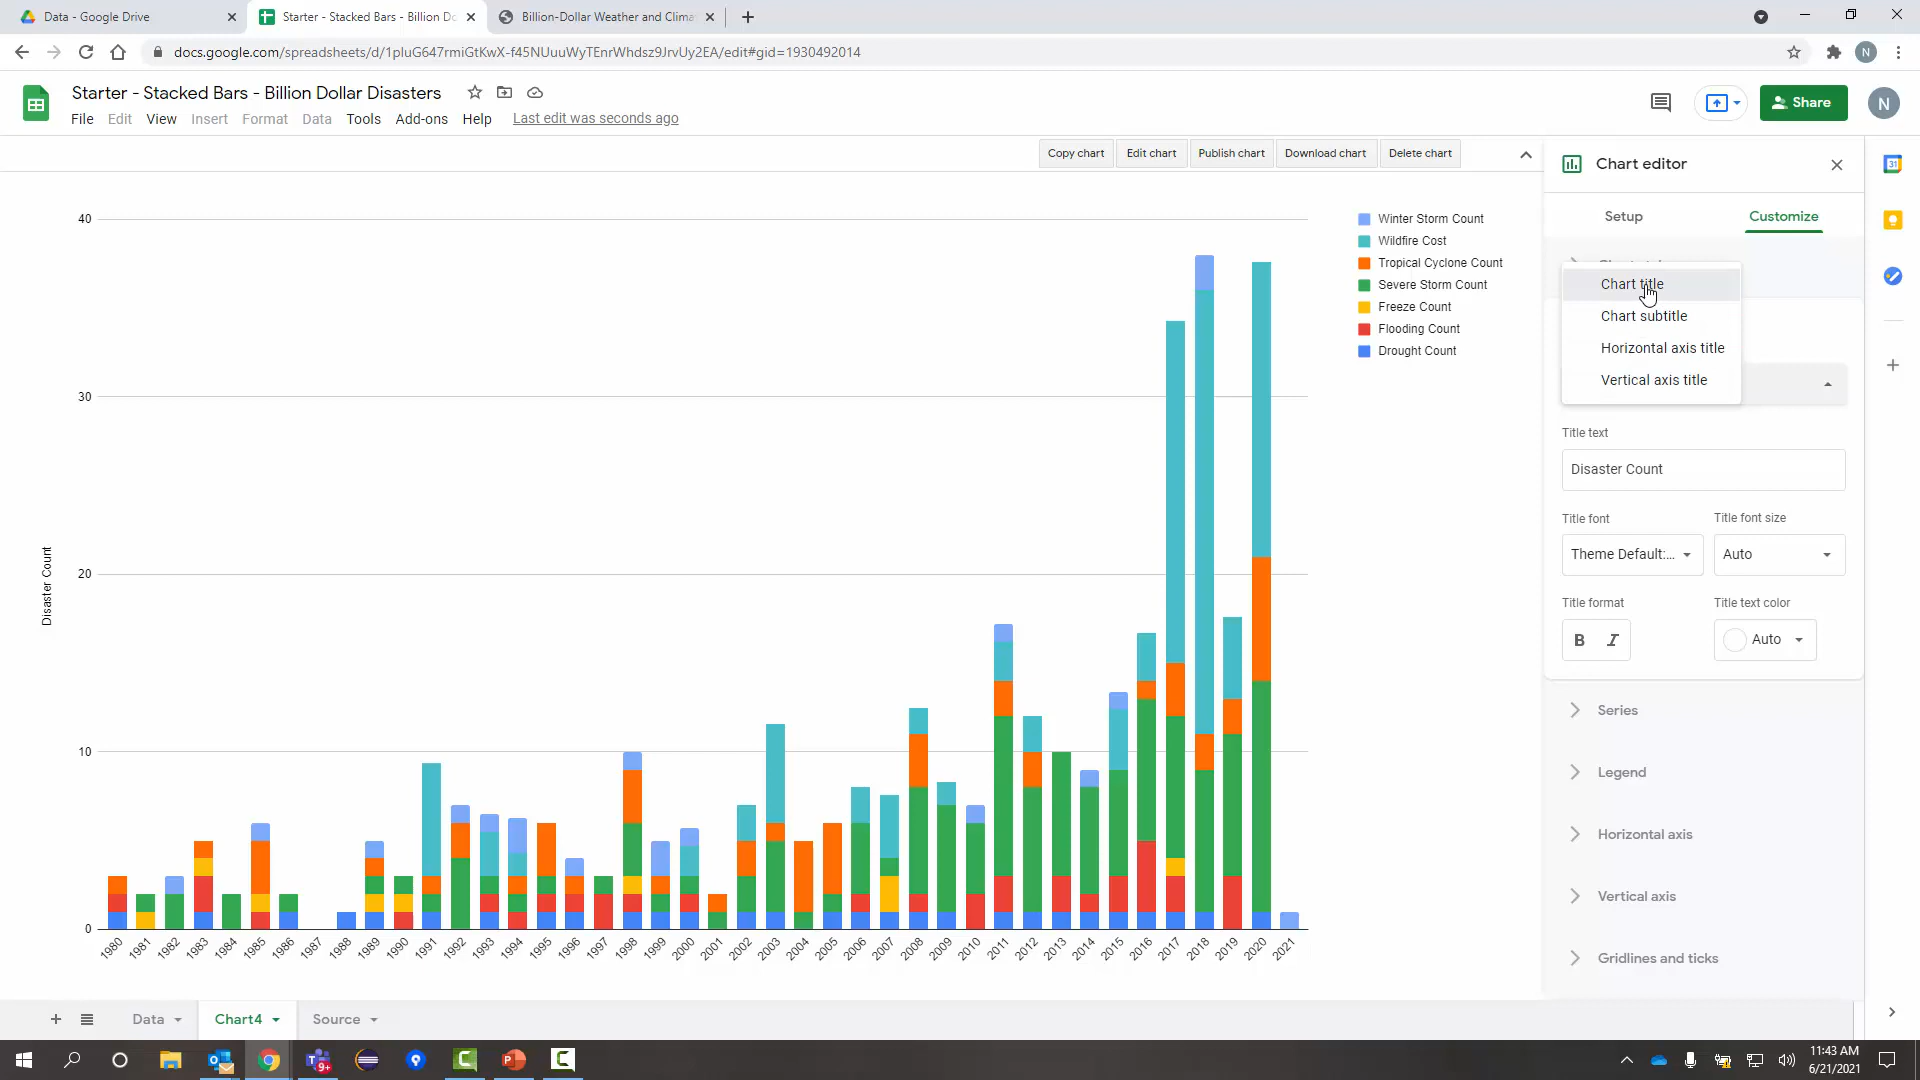 Data - Google Drive
Starter - Stacked Bars - Billion Do
Billion-Dollar Weather and Clima
docs.google.com/spreadsheets/d/1pluG647rmiGtKwX-f45NUuuWyTEnrWhdsz9JrvUy2EA/edit#gid=1930492014
N
Starter - Stacked Bars - Billion Dollar Disasters
Share
N
File Edit View Insert Format Data Tools Add-ons Help Last edit was seconds ago
Copy chart Edit chart Publish chart Download chart Delete chart
Chart editor
Setup Customize
Chart title
Chart subtitle
Horizontal axis title
Vertical axis title
Title text
Disaster Count
Title font Title font size
Theme Default:... Auto
Title format Title text color
B I Auto
Series
Legend
Horizontal axis
Vertical axis
Gridlines and ticks
40
30
20
10
0
Disaster Count
Winter Storm Count
Wildfire Cost
Tropical Cyclone Count
Severe Storm Count
Freeze Count
Flooding Count
Drought Count
1980 1981 1982 1983 1984 1985 1986 1987 1988 1989 1990 1991 1992 1993 1994 1995 1996 1997 1998 1999 2000 2001 2002 2003 2004 2005 2006 2007 2008 2009 2010 2011 2012 2013 2014 2015 2016 2017 2018 2019 2020 2021
31
Data Chart4 Source
9+
11:43 AM
6/21/2021